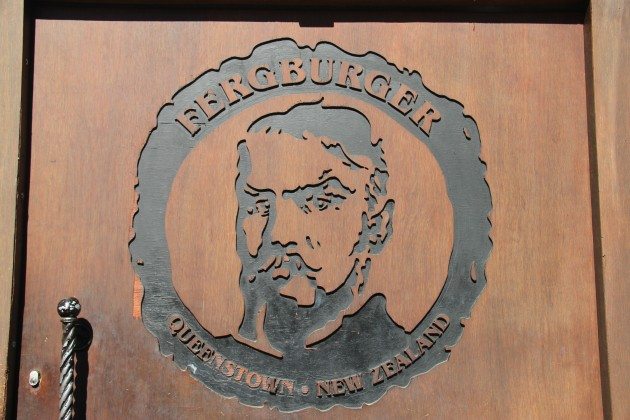 FERGBURGER
QUEENSTOWN • NEW ZEALAND